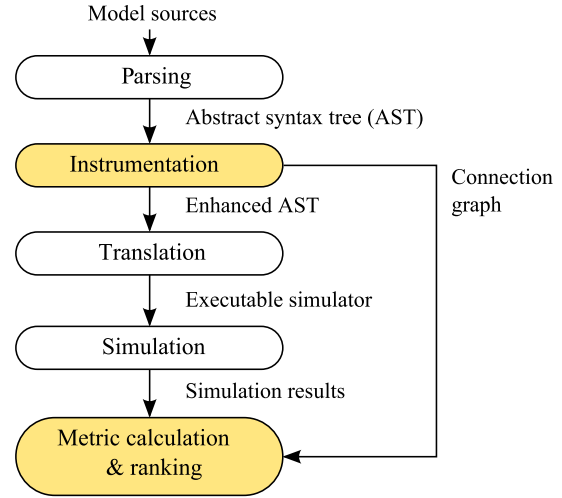 Model sources
Parsing
Abstract syntax tree (AST)
Instrumentation
Connection
graph
Enhanced AST
Translation
Executable simulator
Simulation
Simulation results
Metric calculation
& ranking